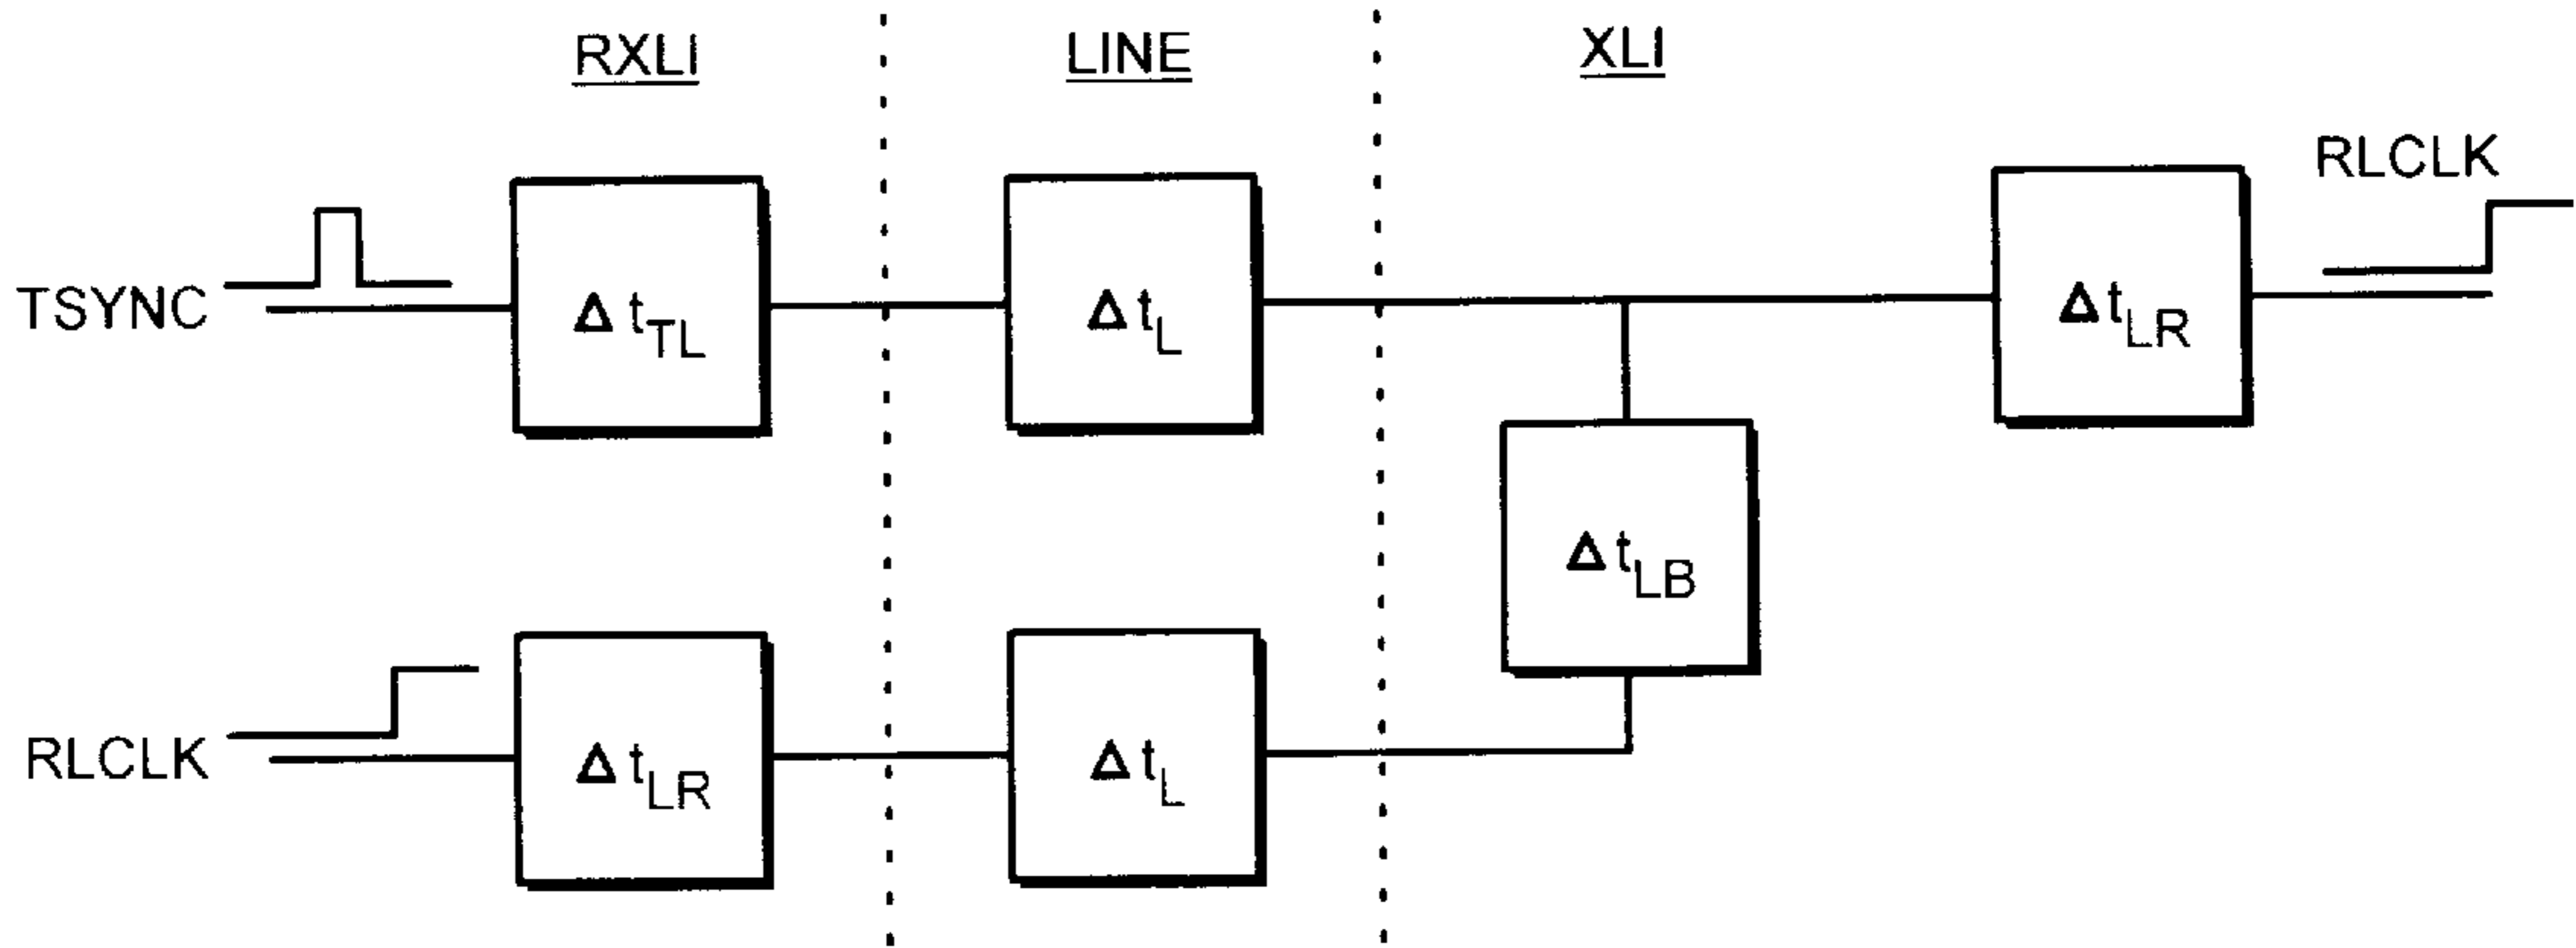 RXLI
LINE
XLI
RLCLK
TSYNC
Δ t_TL
Δ t_L
Δ t_LR
Δ t_LB
RLCLK
Δ t_LR
Δ t_L